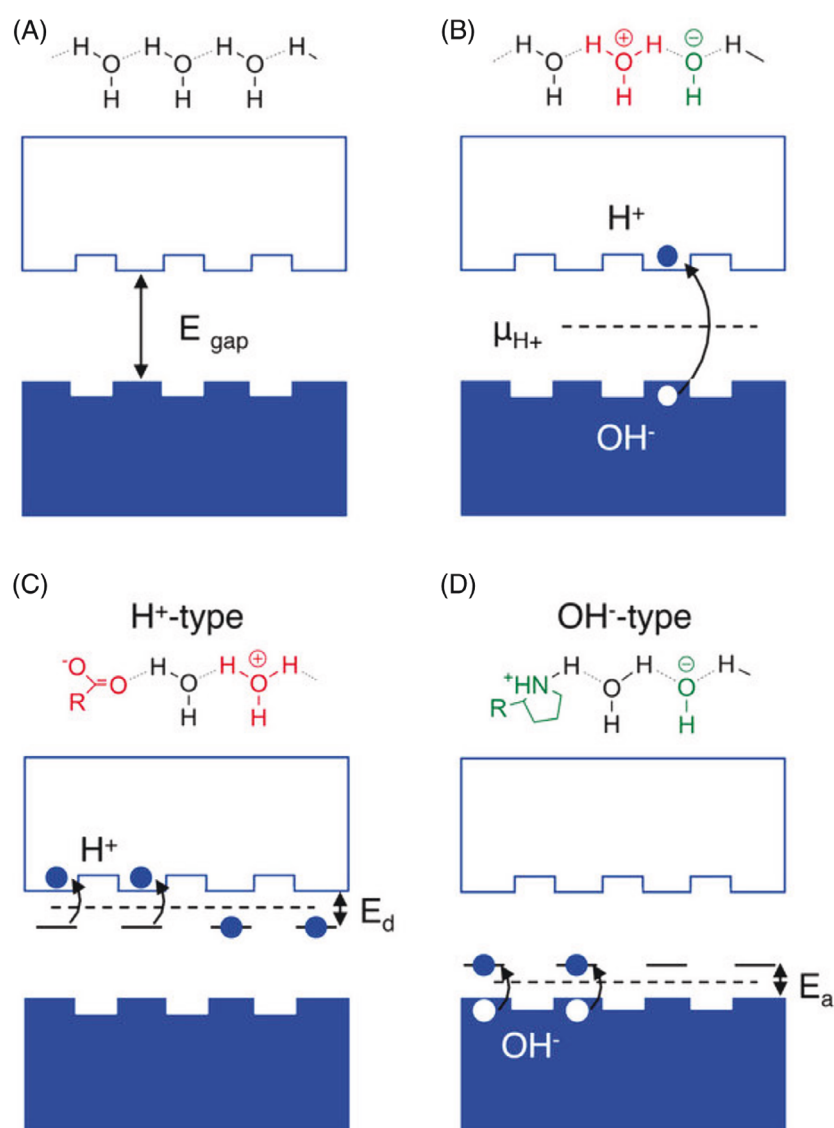 (A)
H H H H
O O O
H H H
E gap
(B)
H H ⊕ H ⊖ H
O O O
H H H
H⁺
μH+
OH⁻
(C)
H⁺-type
⁻O H H ⊕ H
O O O
R H H
H⁺
Ed
(D)
OH⁻-type
H H ⊖ H
⁺HN O O
R H H
OH⁻
Ea